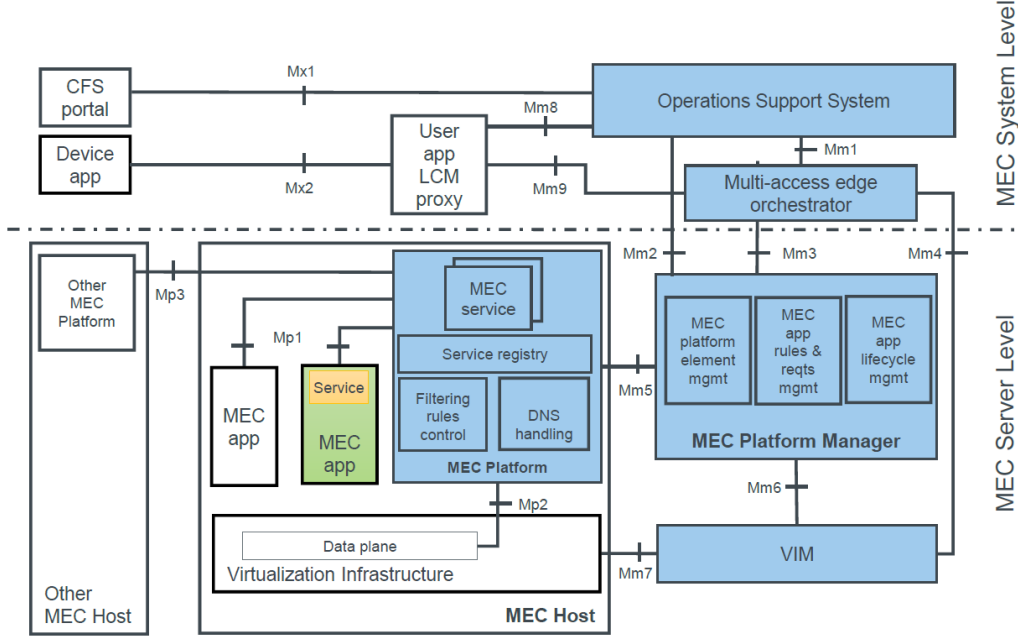 MEC System Level
Mx1
CFS
portal
Operations Support System
Mm8
User
app
LCM
proxy
Device
app
Mx2
Mm9
Mm1
Multi-access edge
orchestrator
Mm2
Mm3
Mm4
MEC Server Level
Other
MEC
Platform
Mp3
MEC
service
Mp1
Service registry
MEC
platform
element
mgmt
MEC
app
rules &
reqts
mgmt
MEC
app
lifecycle
mgmt
Mm5
MEC
app
Service
MEC
app
Filtering
rules
control
DNS
handling
MEC Platform
MEC Platform Manager
Mp2
Mm6
Data plane
Virtualization Infrastructure
Mm7
VIM
Other
MEC Host
MEC Host